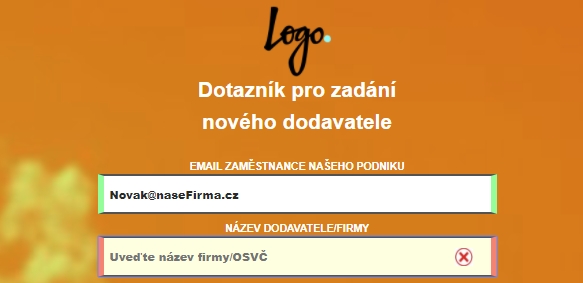 Logo.
Dotazník pro zadání
nového dodavatele
EMAIL ZAMĚSTNANCE NAŠEHO PODNIKU
Novak@naseFirma.cz
NÁZEV DODAVATELE/FIRMY
Uveďte název firmy/OSVČ